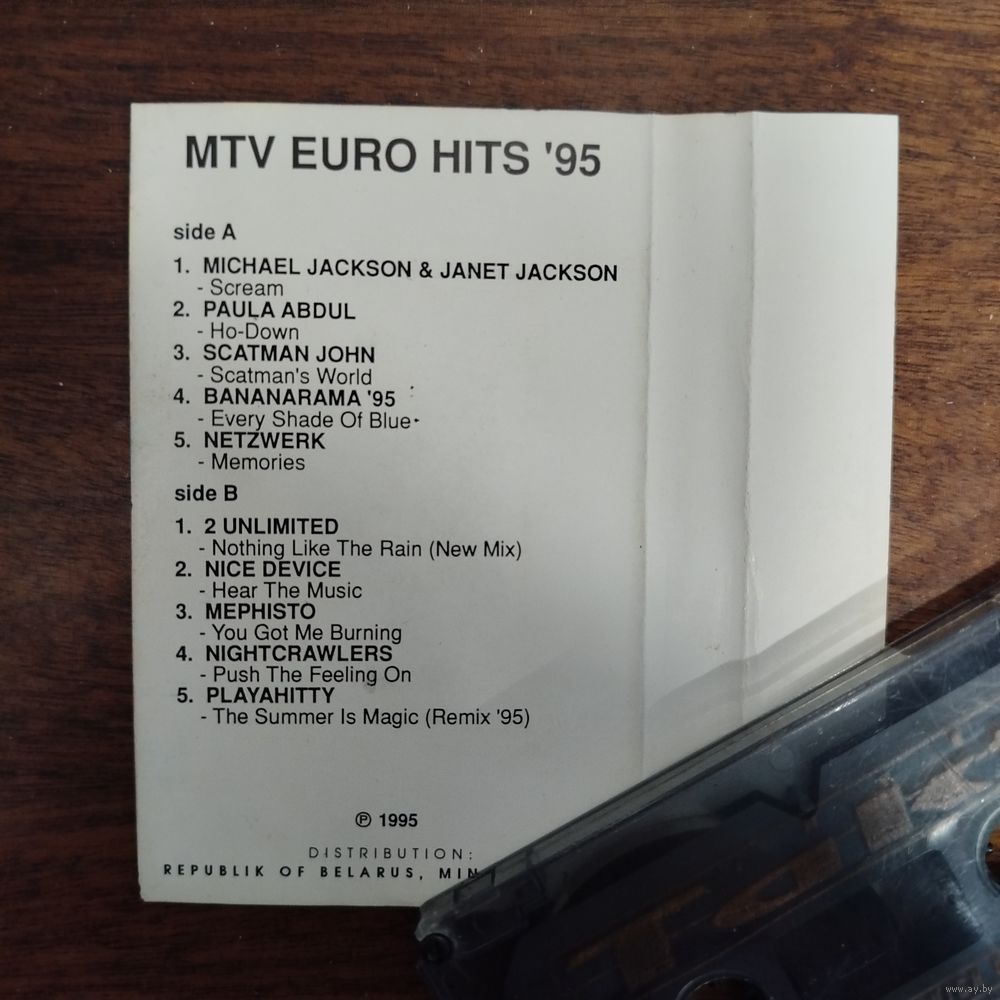 MTV EURO HITS '95
side A
1. MICHAEL JACKSON & JANET JACKSON
- Scream
2. PAULA ABDUL
- Ho-Down
3. SCATMAN JOHN
- Scatman's World
4. BANANARAMA '95
- Every Shade Of Blue
5. NETZWERK
- Memories
side B
1. 2 UNLIMITED
- Nothing Like The Rain (New Mix)
2. NICE DEVICE
- Hear The Music
3. MEPHISTO
- You Got Me Burning
4. NIGHTCRAWLERS
- Push The Feeling On
5. PLAYAHITTY
- The Summer Is Magic (Remix '95)
℗ 1995
DISTRIBUTION:
REPUBLIK OF BELARUS,
www.ay.by